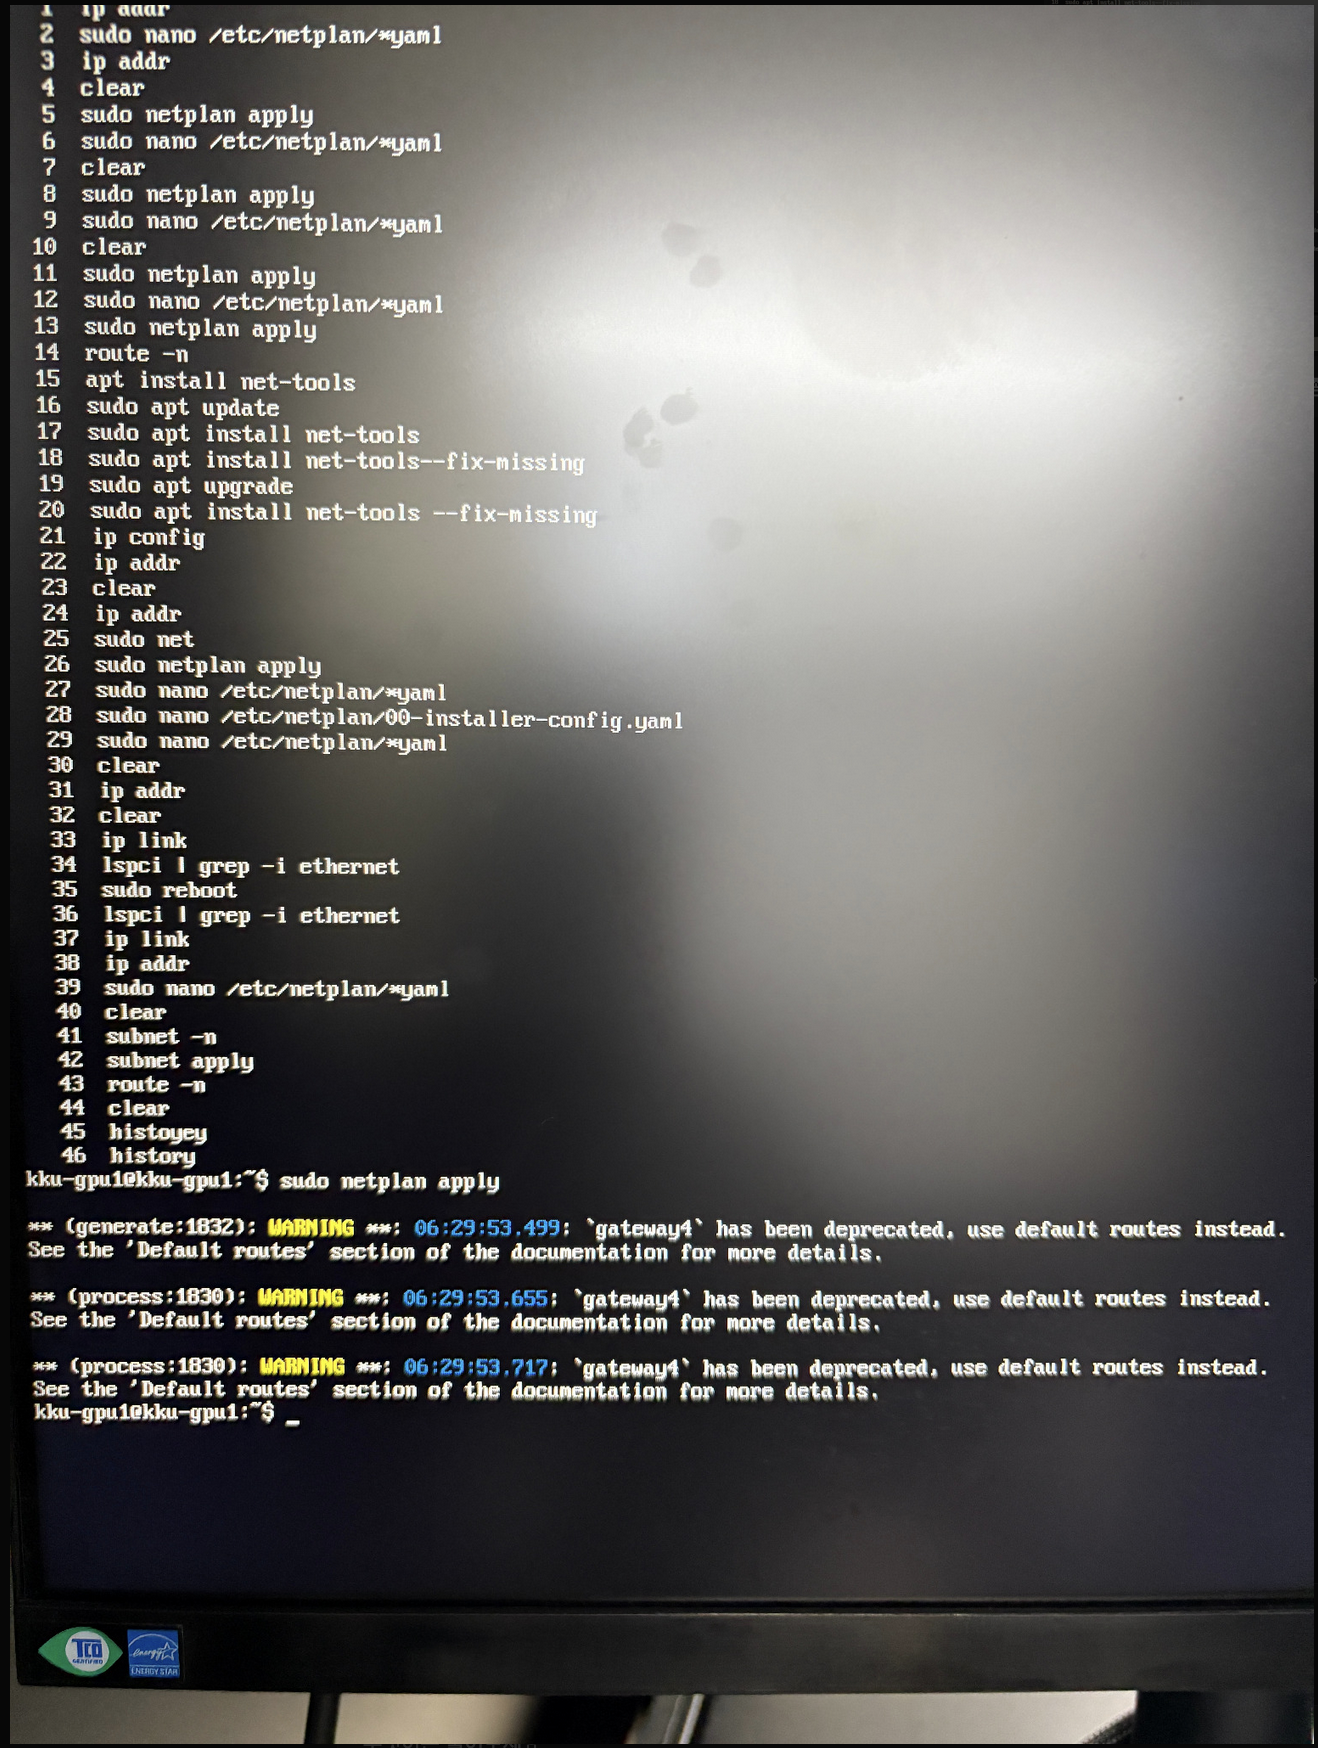 1 ip addr
2 sudo nano /etc/netplan/*yaml
3 ip addr
4 clear
5 sudo netplan apply
6 sudo nano /etc/netplan/*yaml
7 clear
8 sudo netplan apply
9 sudo nano /etc/netplan/*yaml
10 clear
11 sudo netplan apply
12 sudo nano /etc/netplan/*yaml
13 sudo netplan apply
14 route -n
15 apt install net-tools
16 sudo apt update
17 sudo apt install net-tools
18 sudo apt install net-tools--fix-missing
19 sudo apt upgrade
20 sudo apt install net-tools --fix-missing
21 ip config
22 ip addr
23 clear
24 ip addr
25 sudo net
26 sudo netplan apply
27 sudo nano /etc/netplan/*yaml
28 sudo nano /etc/netplan/00-installer-config.yaml
29 sudo nano /etc/netplan/*yaml
30 clear
31 ip addr
32 clear
33 ip link
34 lspci | grep -i ethernet
35 sudo reboot
36 lspci | grep -i ethernet
37 ip link
38 ip addr
39 sudo nano /etc/netplan/*yaml
40 clear
41 subnet -n
42 subnet apply
43 route -n
44 clear
45 histoyey
46 history
kku-gpu1@kku-gpu1:~$ sudo netplan apply
** (generate:1832): WARNING **: 06:29:53.499: `gateway4` has been deprecated, use default routes instead.
See the 'Default routes' section of the documentation for more details.
** (process:1830): WARNING **: 06:29:53.655: `gateway4` has been deprecated, use default routes instead.
See the 'Default routes' section of the documentation for more details.
** (process:1830): WARNING **: 06:29:53.717: `gateway4` has been deprecated, use default routes instead.
See the 'Default routes' section of the documentation for more details.
kku-gpu1@kku-gpu1:~$ _
TCO
CERTIFIED
energy
ENERGY STAR